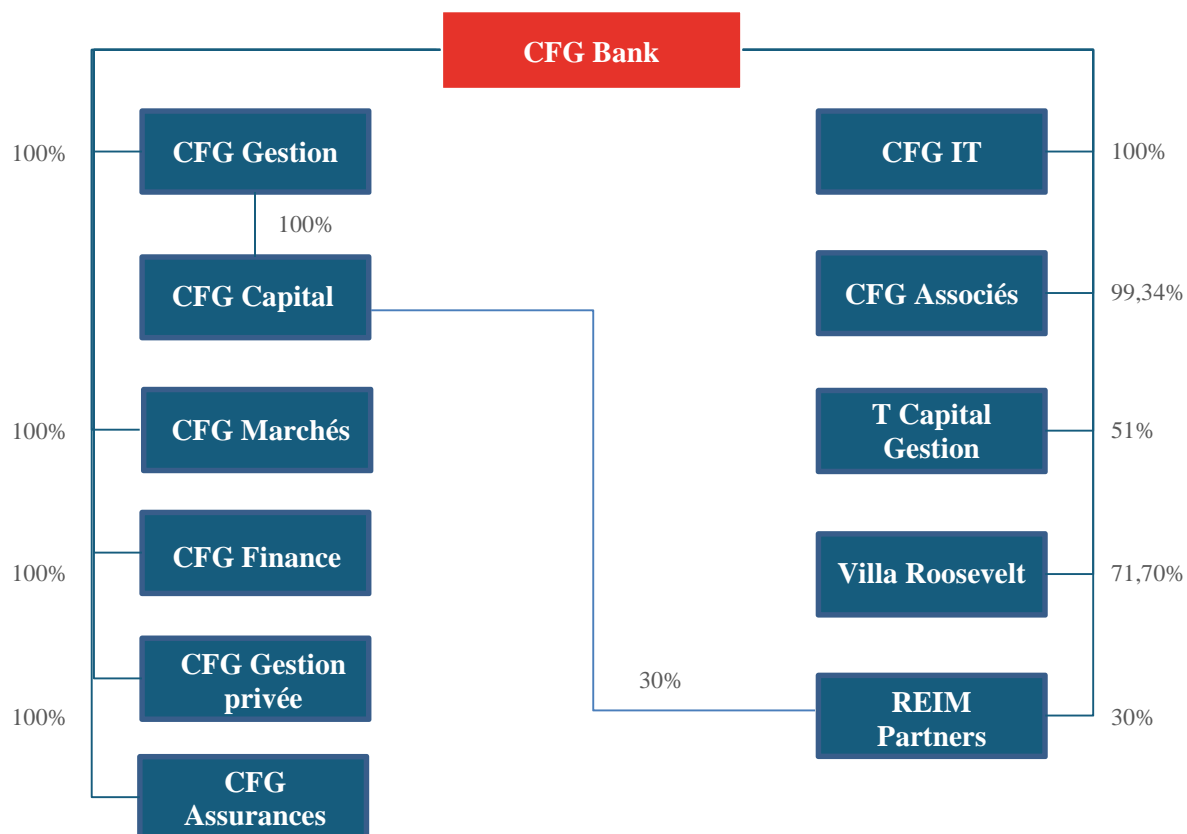 CFG Bank
100%
CFG Gestion
CFG IT
100%
100%
CFG Capital
CFG Associés
99,34%
100%
CFG Marchés
T Capital
Gestion
51%
100%
CFG Finance
Villa Roosevelt
71,70%
CFG Gestion
privée
100%
30%
REIM
Partners
30%
CFG
Assurances